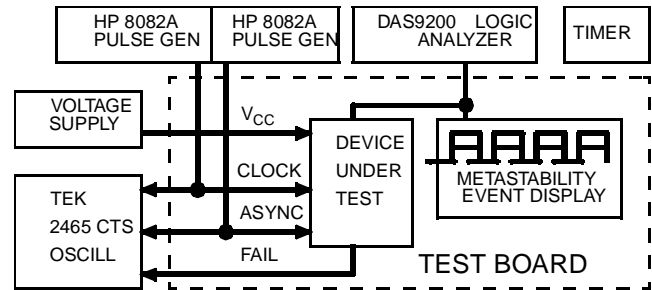 HP 8082A
PULSE GEN
HP 8082A
PULSE GEN
DAS9200 LOGIC
ANALYZER
TIMER
VOLTAGE
SUPPLY
VCC
DEVICE
UNDER
TEST
METASTABILITY
EVENT DISPLAY
CLOCK
TEK
2465 CTS
OSCILL
ASYNC
FAIL
TEST BOARD